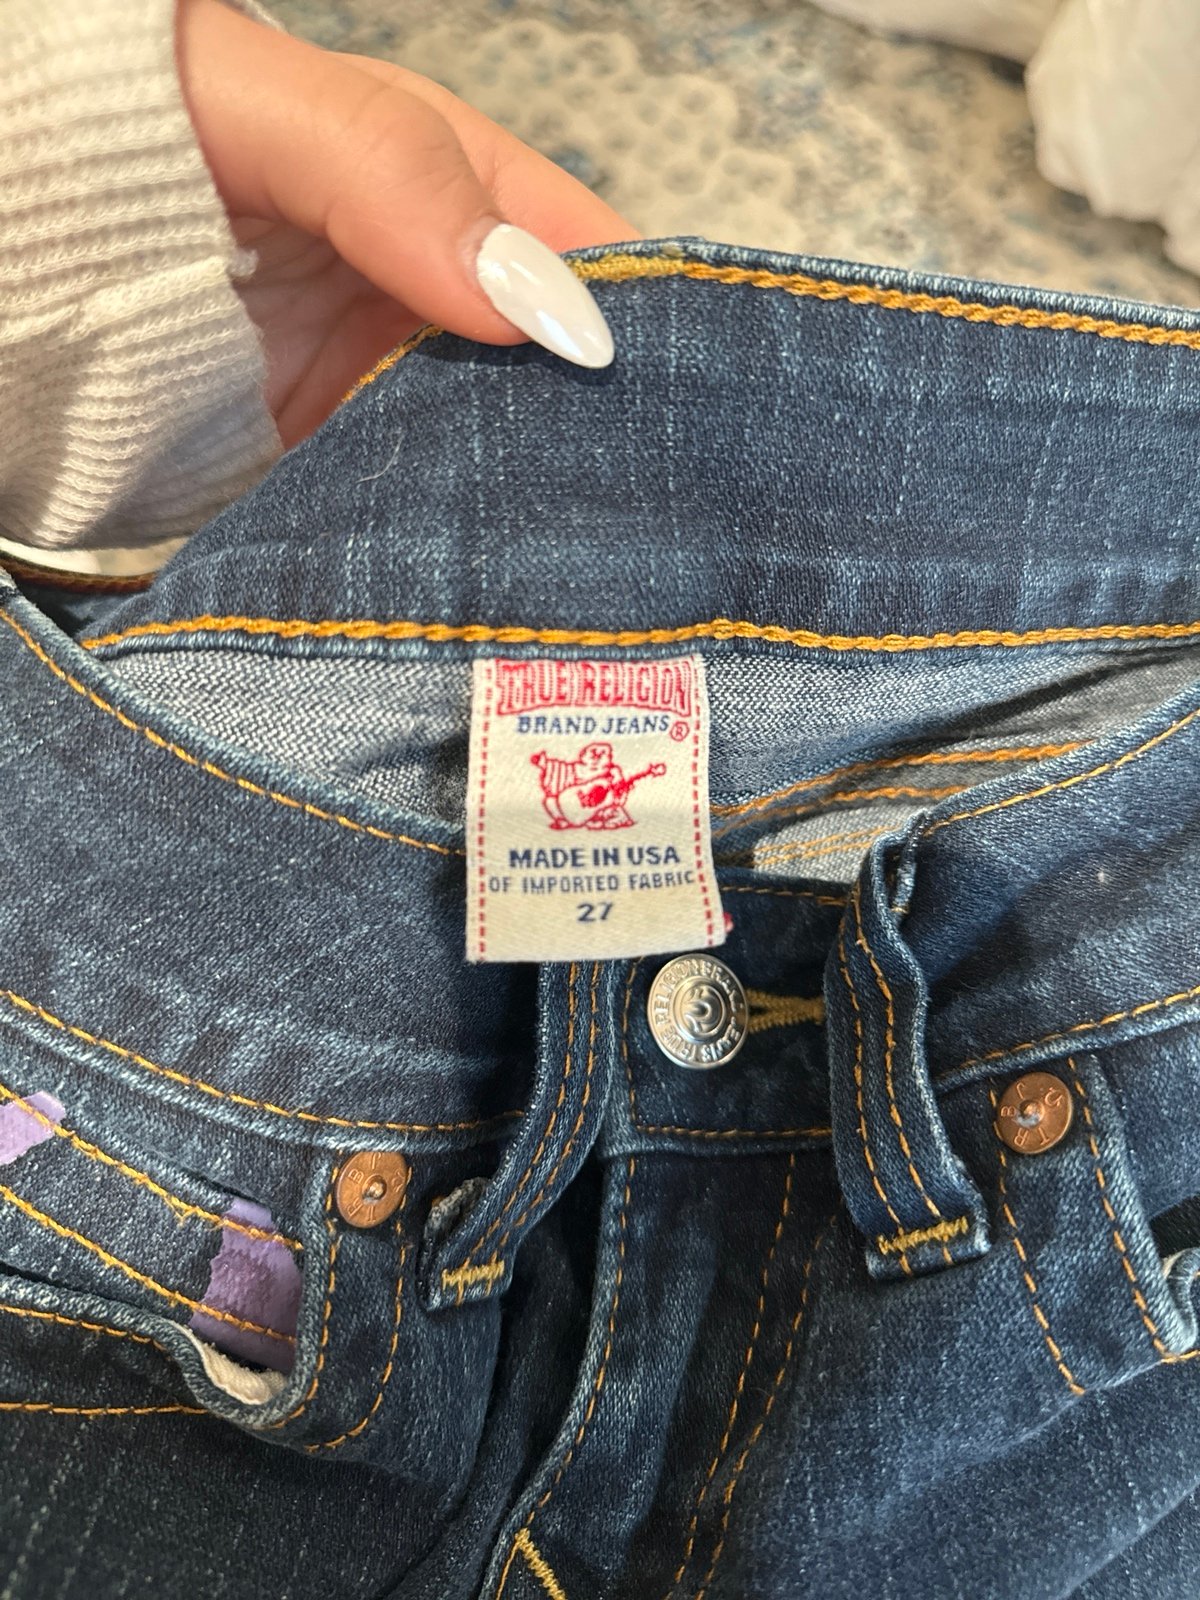 TRUE RELIGION
BRAND JEANS®
MADE IN USA
OF IMPORTED FABRIC
27